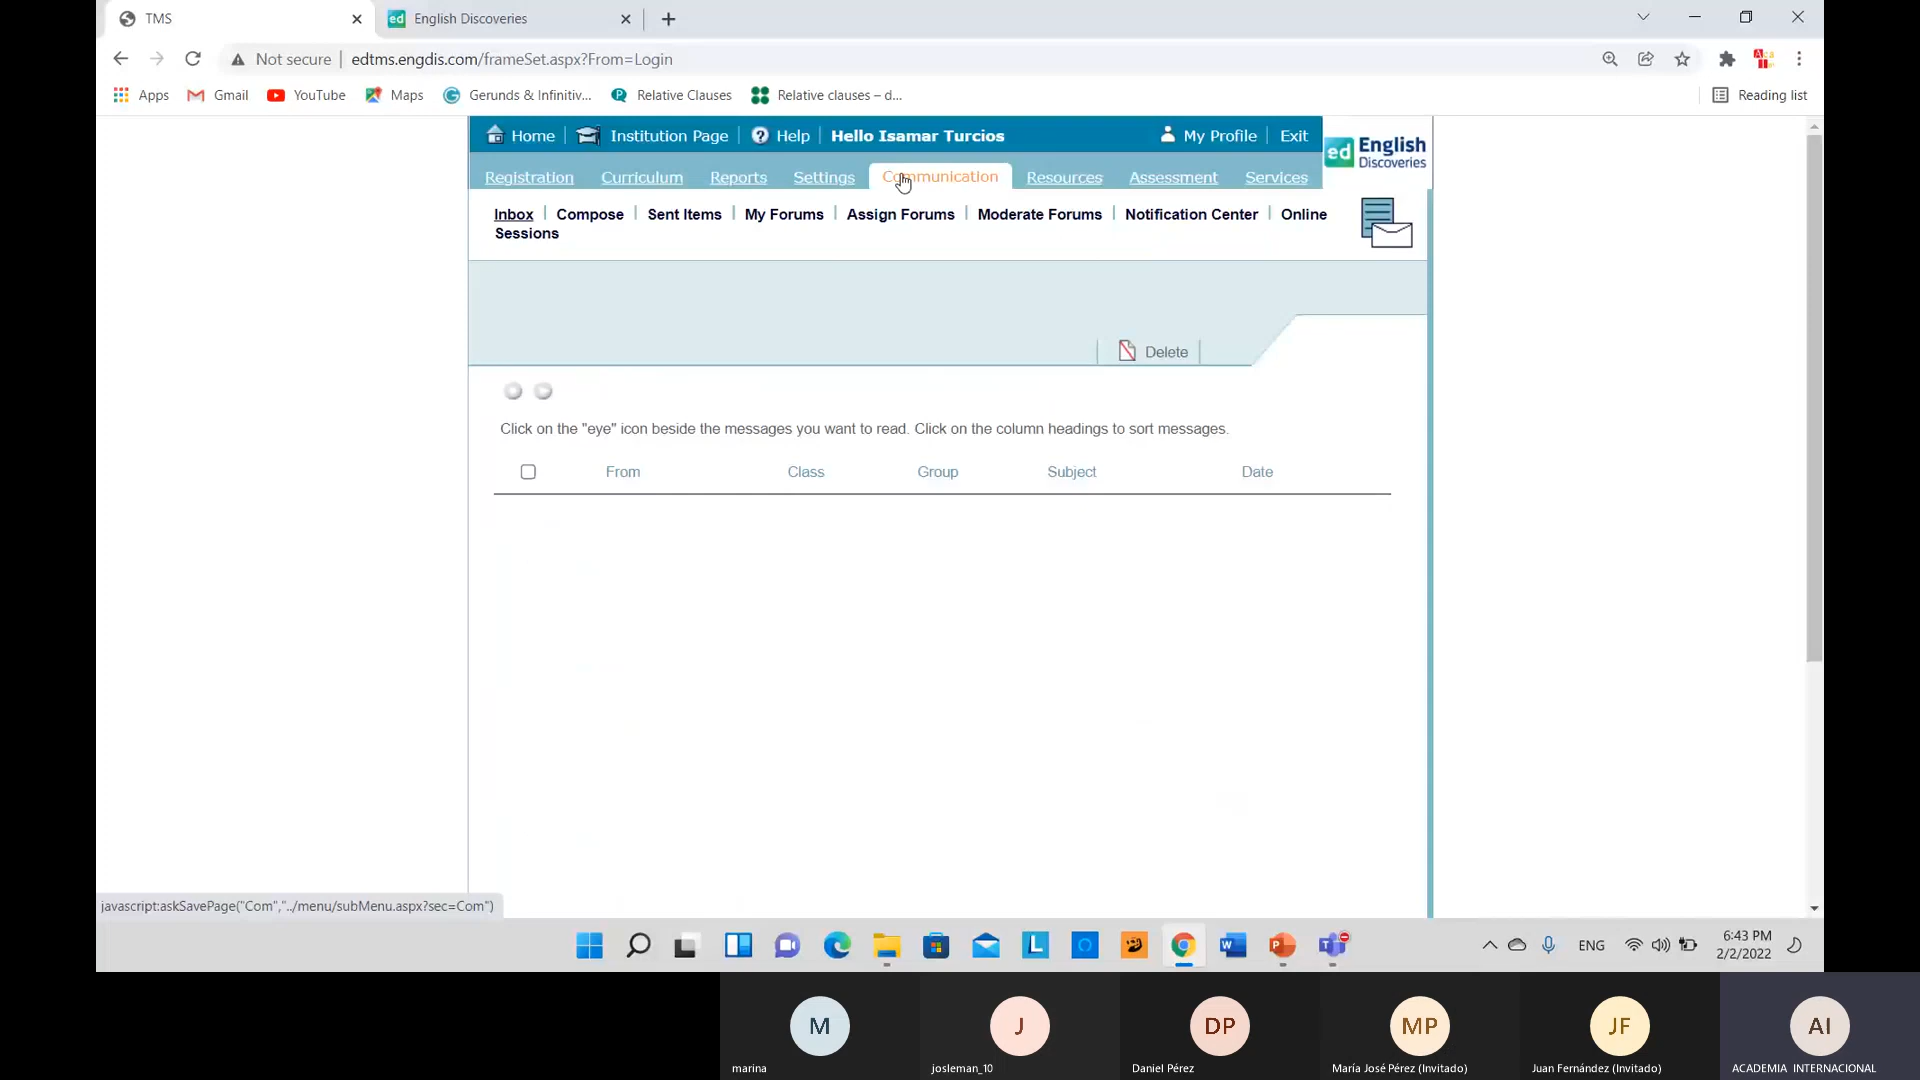 TMS
English Discoveries
Not secure | edtms.engdis.com/frameSet.aspx?From=Login
Apps
Gmail
YouTube
Maps
Gerunds & Infinitiv...
Relative Clauses
Relative clauses – d...
Reading list
Home
Institution Page
Help
Hello Isamar Turcios
My Profile
Exit
ed English
Discoveries
Registration
Curriculum
Reports
Settings
Communication
Resources
Assessment
Services
Inbox
Compose
Sent Items
My Forums
Assign Forums
Moderate Forums
Notification Center
Online
Sessions
Delete
Click on the "eye" icon beside the messages you want to read. Click on the column headings to sort messages.
From
Class
Group
Subject
Date
javascript:askSavePage("Com","../menu/subMenu.aspx?sec=Com")
ENG
6:43 PM
2/2/2022
M
J
DP
MP
JF
AI
marina
josleman_10
Daniel Pérez
María José Pérez (Invitado)
Juan Fernández (Invitado)
ACADEMIA INTERNACIONAL